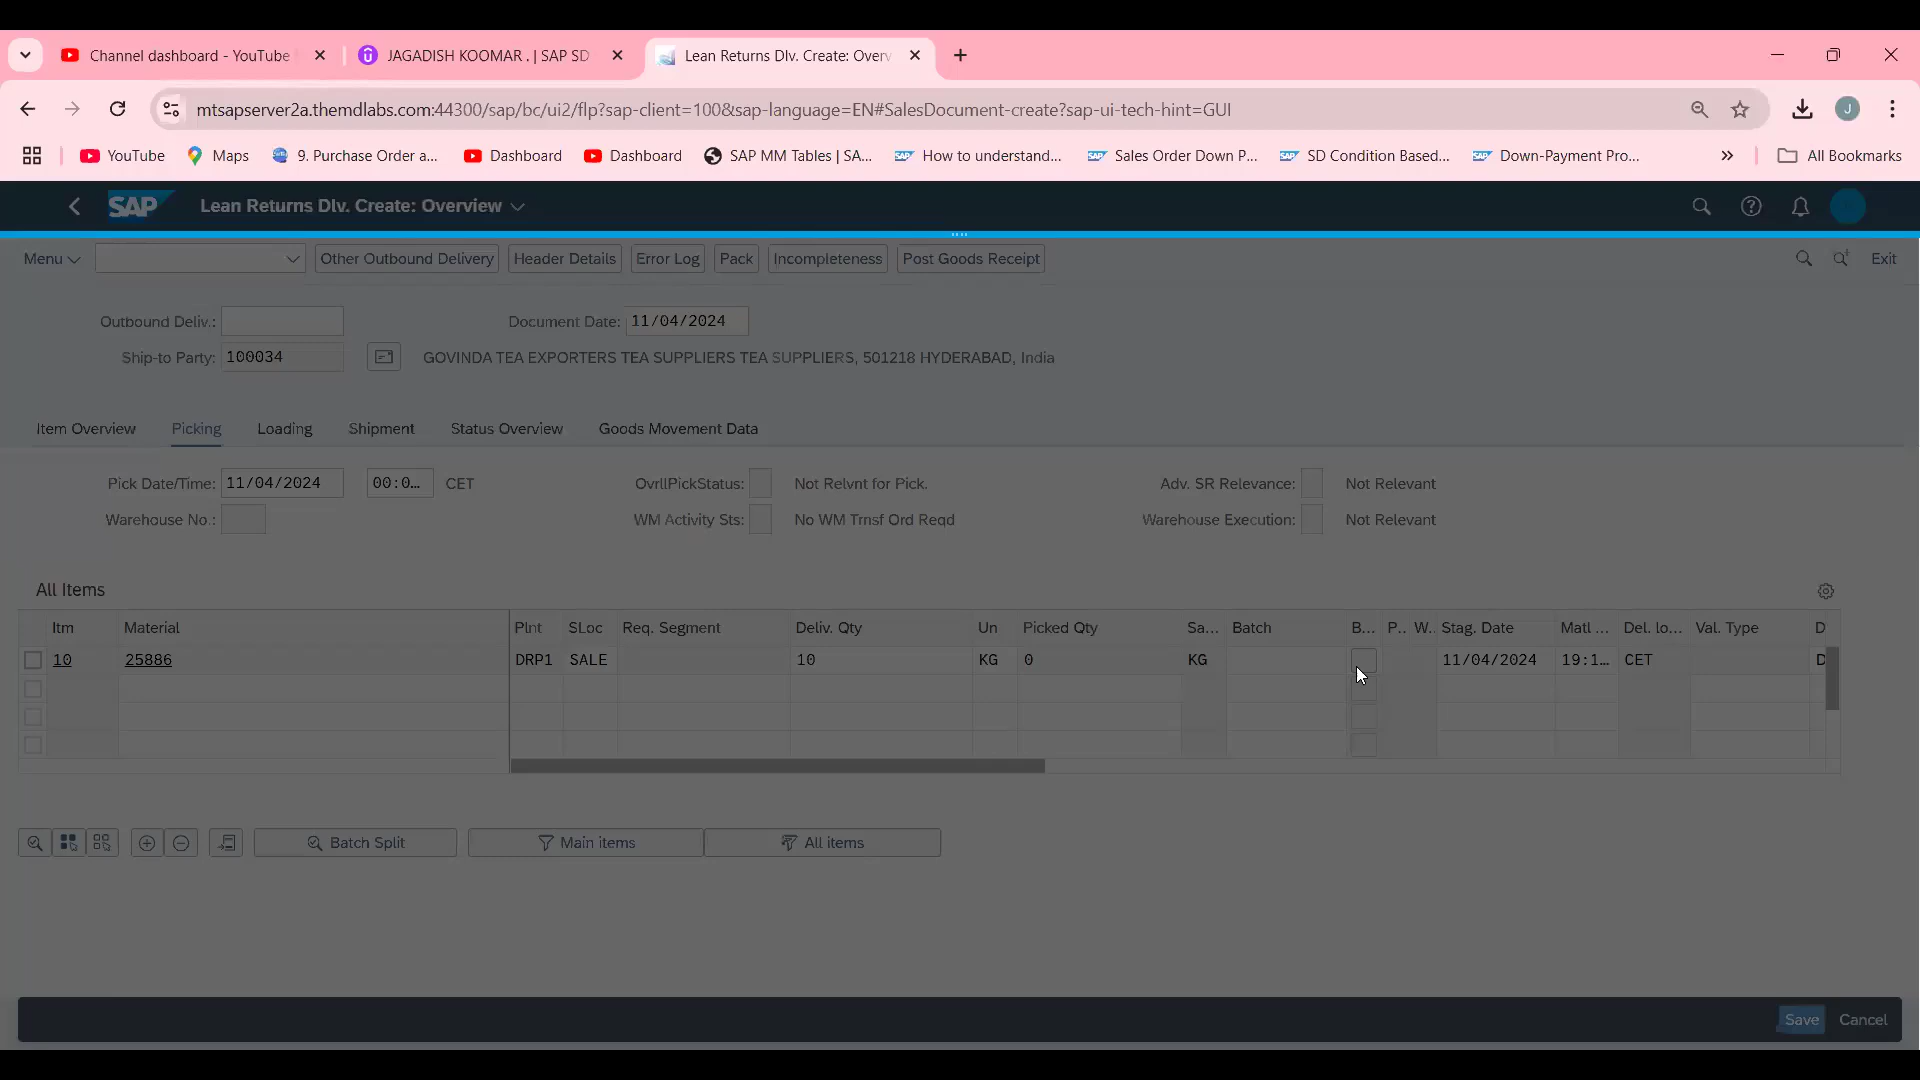 Channel dashboard - YouTube
JAGADISH KOOMAR . | SAP SD
Lean Returns Dlv. Create: Overv
mtsapserver2a.themdlabs.com:44300/sap/bc/ui2/flp?sap-client=100&sap-language=EN#SalesDocument-create?sap-ui-tech-hint=GUI
J
YouTube
Maps
9. Purchase Order a...
Dashboard
Dashboard
SAP MM Tables | SA...
How to understand...
Sales Order Down P...
SD Condition Based...
Down-Payment Pro...
All Bookmarks
SAP
Lean Returns Dlv. Create: Overview
Menu
Other Outbound Delivery
Header Details
Error Log
Pack
Incompleteness
Post Goods Receipt
Exit
Outbound Deliv.:
Document Date: 11/04/2024
Ship-to Party: 100034
GOVINDA TEA EXPORTERS TEA SUPPLIERS TEA SUPPLIERS, 501218 HYDERABAD, India
Item Overview
Picking
Loading
Shipment
Status Overview
Goods Movement Data
Pick Date/Time: 11/04/2024 00:0... CET
OvrllPickStatus: Not Relvnt for Pick.
Adv. SR Relevance: Not Relevant
Warehouse No.:
WM Activity Sts: No WM Trnsf Ord Reqd
Warehouse Execution: Not Relevant
All Items
Itm Material Plnt SLoc Req. Segment Deliv. Qty Un Picked Qty Sa... Batch B... P.. W.. Stag. Date Matl ... Del. lo... Val. Type D
10 25886 DRP1 SALE 10 KG 0 KG 11/04/2024 19:1... CET D
Batch Split
Main items
All items
Save
Cancel